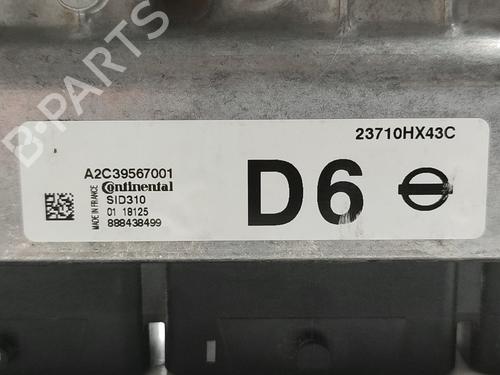 B-PARTS
23710HX43C
A2C39567001
Continental
SID310
01 18125
888438499
MADE IN FRANCE
D6